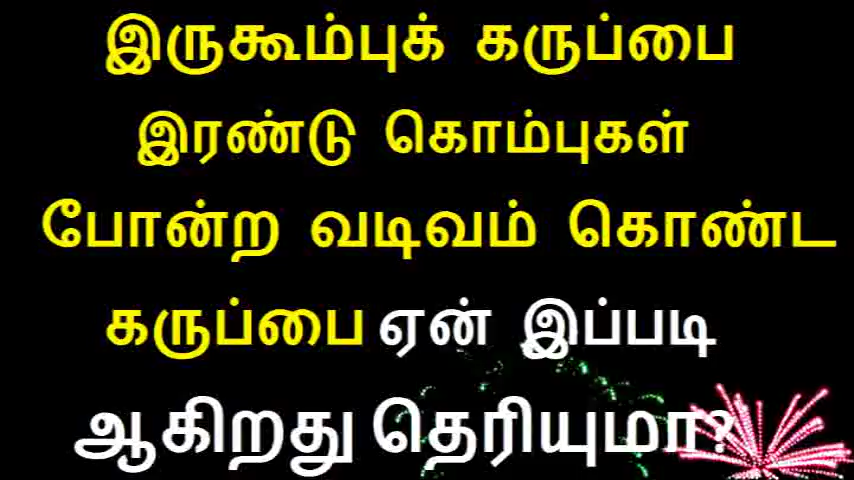 இருகூம்புக் கருப்பை
இரண்டு கொம்புகள்
போன்ற வடிவம் கொண்ட
கருப்பை ஏன் இப்படி
ஆகிறது தெரியுமா?